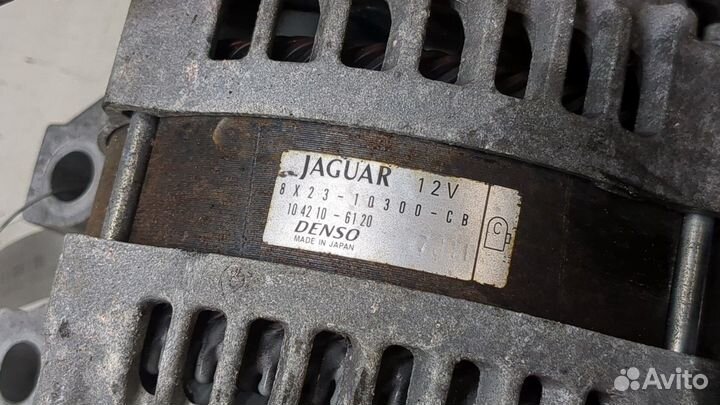 JAGUAR 12V
8X23-10300-CB
104210-6120
DENSO
MADE IN JAPAN
C
Avito